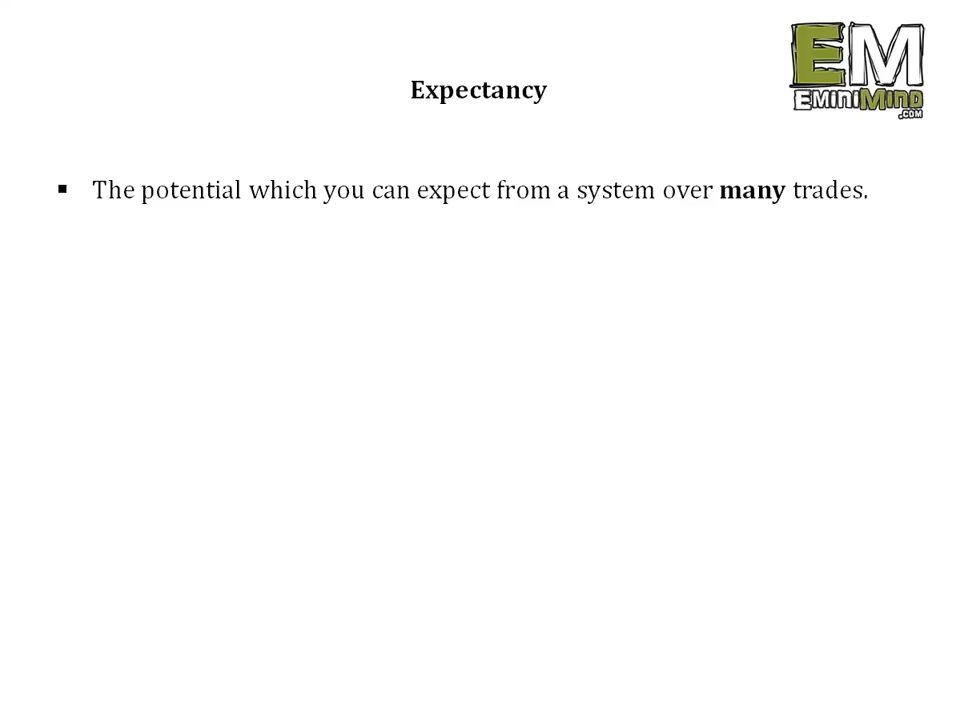 EM
EMiniMind
.COM
Expectancy
▪ The potential which you can expect from a system over many trades.